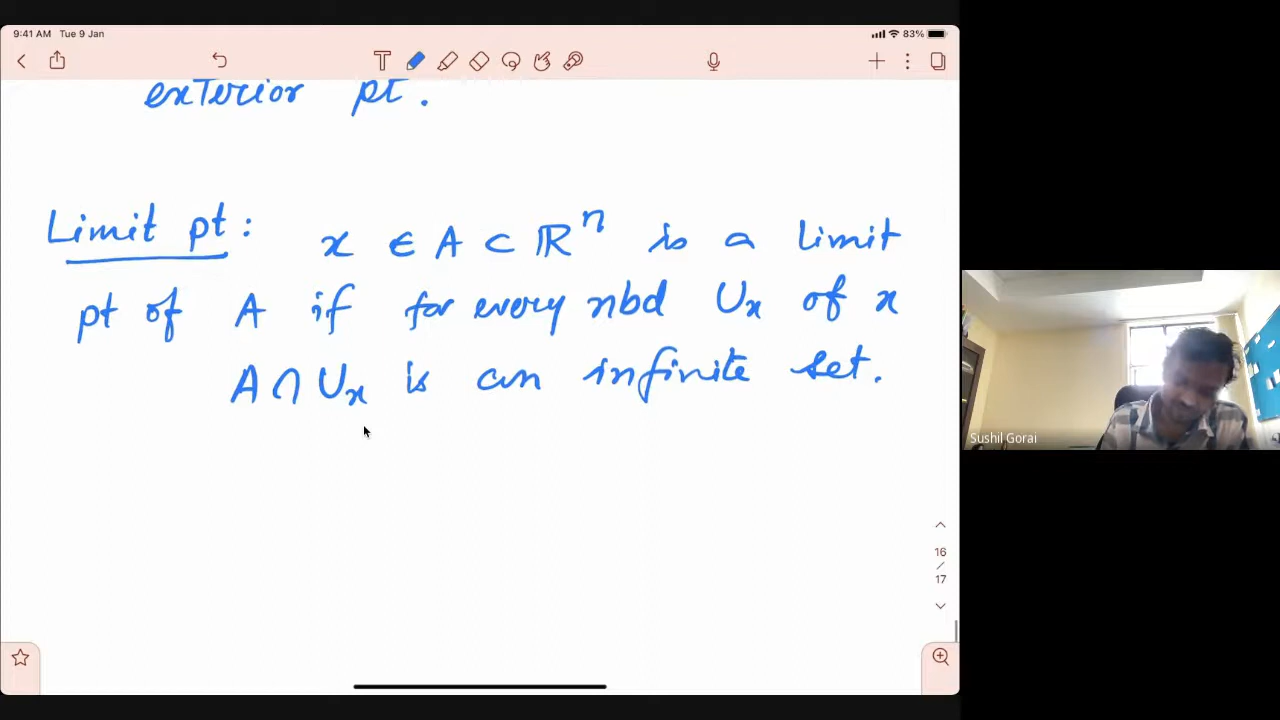 9:41 AM Tue 9 Jan
83%
exterior pt.
Limit pt: x ∈ A ⊂ ℝⁿ is a limit
pt of A if for every nbd Uₓ of x
A ∩ Uₓ is an infinite set.
Sushil Gorai
16
/
17